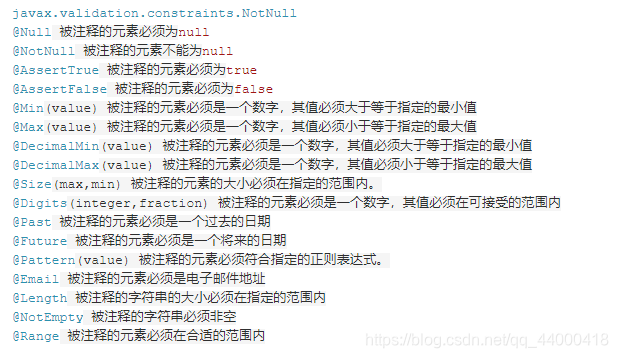 javax.validation.constraints.NotNull
@Null 被注释的元素必须为null
@NotNull 被注释的元素不能为null
@AssertTrue 被注释的元素必须为true
@AssertFalse 被注释的元素必须为false
@Min(value) 被注释的元素必须是一个数字，其值必须大于等于指定的最小值
@Max(value) 被注释的元素必须是一个数字，其值必须小于等于指定的最大值
@DecimalMin(value) 被注释的元素必须是一个数字，其值必须大于等于指定的最小值
@DecimalMax(value) 被注释的元素必须是一个数字，其值必须小于等于指定的最大值
@Size(max,min) 被注释的元素的大小必须在指定的范围内。
@Digits(integer,fraction) 被注释的元素必须是一个数字，其值必须在可接受的范围内
@Past 被注释的元素必须是一个过去的日期
@Future 被注释的元素必须是一个将来的日期
@Pattern(value) 被注释的元素必须符合指定的正则表达式。
@Email 被注释的元素必须是电子邮件地址
@Length 被注释的字符串的大小必须在指定的范围内
@NotEmpty 被注释的字符串必须非空
@Range 被注释的元素必须在合适的范围内
https://blog.csdn.net/qq_44000418